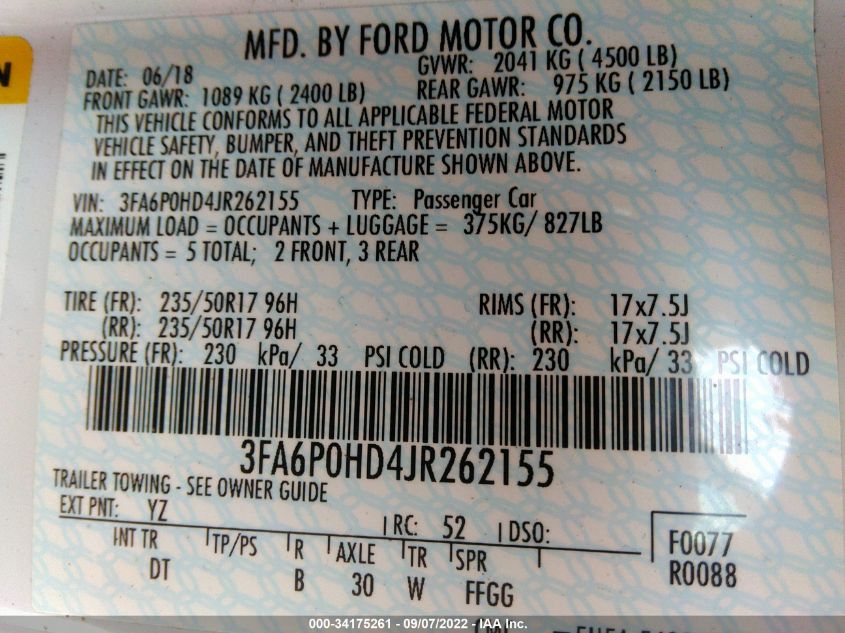 MFD. BY FORD MOTOR CO.
DATE: 06/18 GVWR: 2041 KG ( 4500 LB)
FRONT GAWR: 1089 KG ( 2400 LB) REAR GAWR: 975 KG ( 2150 LB)
THIS VEHICLE CONFORMS TO ALL APPLICABLE FEDERAL MOTOR
VEHICLE SAFETY, BUMPER, AND THEFT PREVENTION STANDARDS
IN EFFECT ON THE DATE OF MANUFACTURE SHOWN ABOVE.
VIN: 3FA6P0HD4JR262155 TYPE: Passenger Car
MAXIMUM LOAD = OCCUPANTS + LUGGAGE = 375KG/ 827LB
OCCUPANTS = 5 TOTAL; 2 FRONT, 3 REAR
TIRE (FR): 235/50R17 96H RIMS (FR): 17x7.5J
(RR): 235/50R17 96H (RR): 17x7.5J
PRESSURE (FR): 230 kPa/ 33 PSI COLD (RR): 230 kPa/ 33 PSI COLD
3FA6P0HD4JR262155
TRAILER TOWING - SEE OWNER GUIDE
EXT PNT: YZ RC: 52 DSO:
INT TR TP/PS R AXLE TR SPR
DT B 30 W FFGG
F0077
R0088
000-34175261 - 09/07/2022 - IAA Inc.